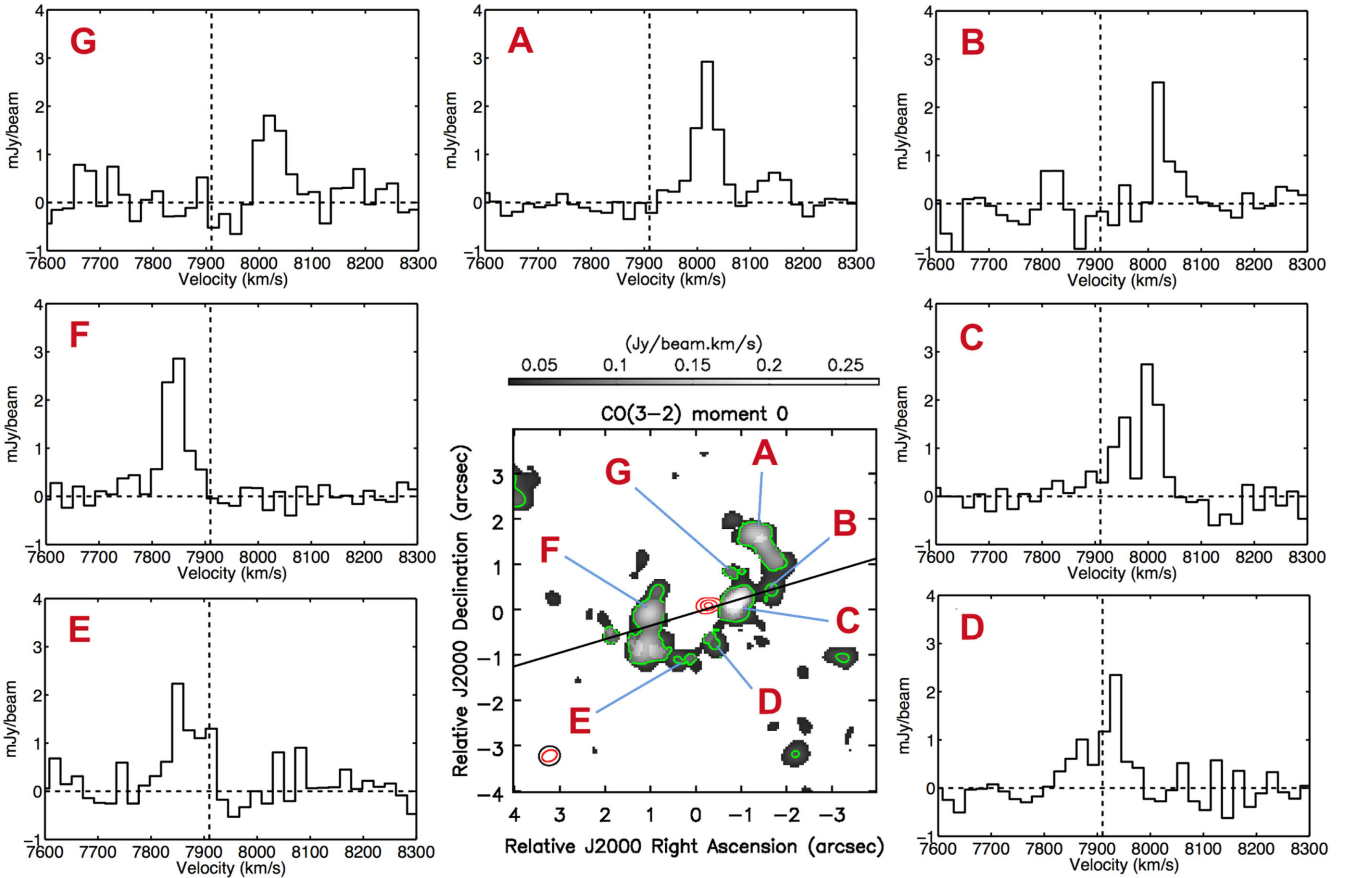 G
4
3
2
1
0
−1
mJy/beam
7600 7700 7800 7900 8000 8100 8200 8300
Velocity (km/s)
A
4
3
2
1
0
−1
mJy/beam
7600 7700 7800 7900 8000 8100 8200 8300
Velocity (km/s)
B
4
3
2
1
0
−1
mJy/beam
7600 7700 7800 7900 8000 8100 8200 8300
Velocity (km/s)
F
4
3
2
1
0
−1
mJy/beam
7600 7700 7800 7900 8000 8100 8200 8300
Velocity (km/s)
(Jy/beam.km/s)
0.05 0.1 0.15 0.2 0.25
CO(3−2) moment 0
A
G
B
F
C
D
E
3
2
1
0
−1
−2
−3
−4
Relative J2000 Declination (arcsec)
4 3 2 1 0 −1 −2 −3
Relative J2000 Right Ascension (arcsec)
C
4
3
2
1
0
−1
mJy/beam
7600 7700 7800 7900 8000 8100 8200 8300
Velocity (km/s)
E
4
3
2
1
0
−1
mJy/beam
7600 7700 7800 7900 8000 8100 8200 8300
Velocity (km/s)
D
4
3
2
1
0
−1
mJy/beam
7600 7700 7800 7900 8000 8100 8200 8300
Velocity (km/s)